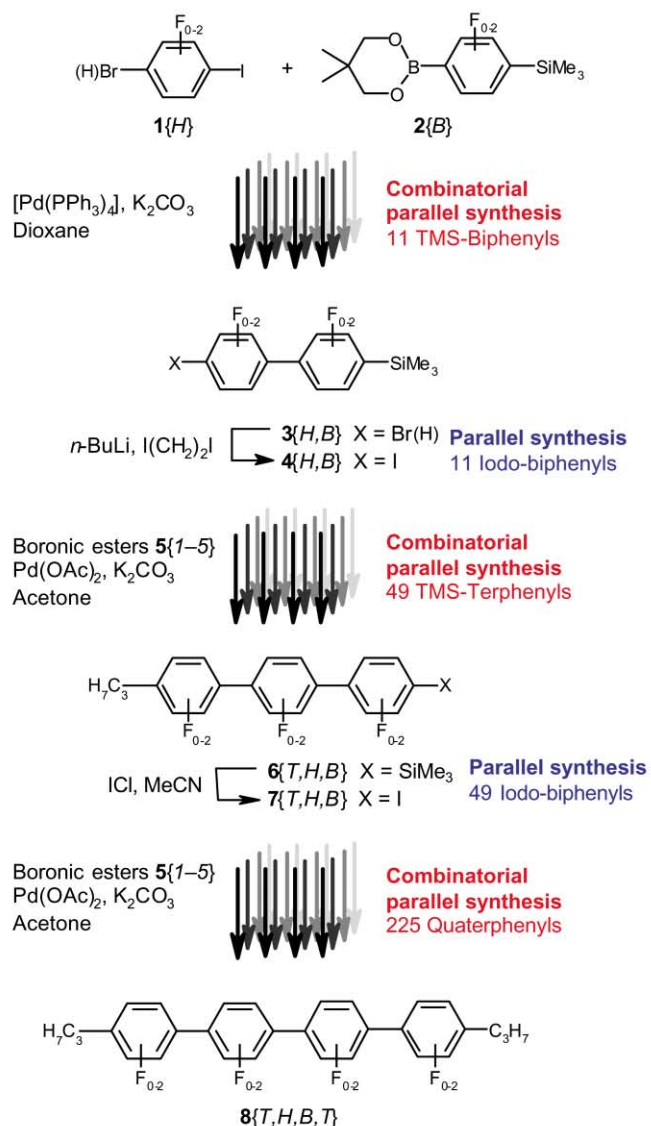 F0-2
F0-2
(H)Br
I
+
O
B
O
SiMe3
1{H}
2{B}
[Pd(PPh3)4], K2CO3
Dioxane
Combinatorial
parallel synthesis
11 TMS-Biphenyls
F0-2
F0-2
X
SiMe3
n-BuLi, I(CH2)2I
3{H,B} X = Br(H)
4{H,B} X = I
Parallel synthesis
11 Iodo-biphenyls
Boronic esters 5{1–5}
Pd(OAc)2, K2CO3
Acetone
Combinatorial
parallel synthesis
49 TMS-Terphenyls
H7C3
X
F0-2
F0-2
F0-2
ICl, MeCN
6{T,H,B} X = SiMe3
7{T,H,B} X = I
Parallel synthesis
49 Iodo-biphenyls
Boronic esters 5{1–5}
Pd(OAc)2, K2CO3
Acetone
Combinatorial
parallel synthesis
225 Quaterphenyls
H7C3
C3H7
F0-2
F0-2
F0-2
F0-2
8{T,H,B,T}